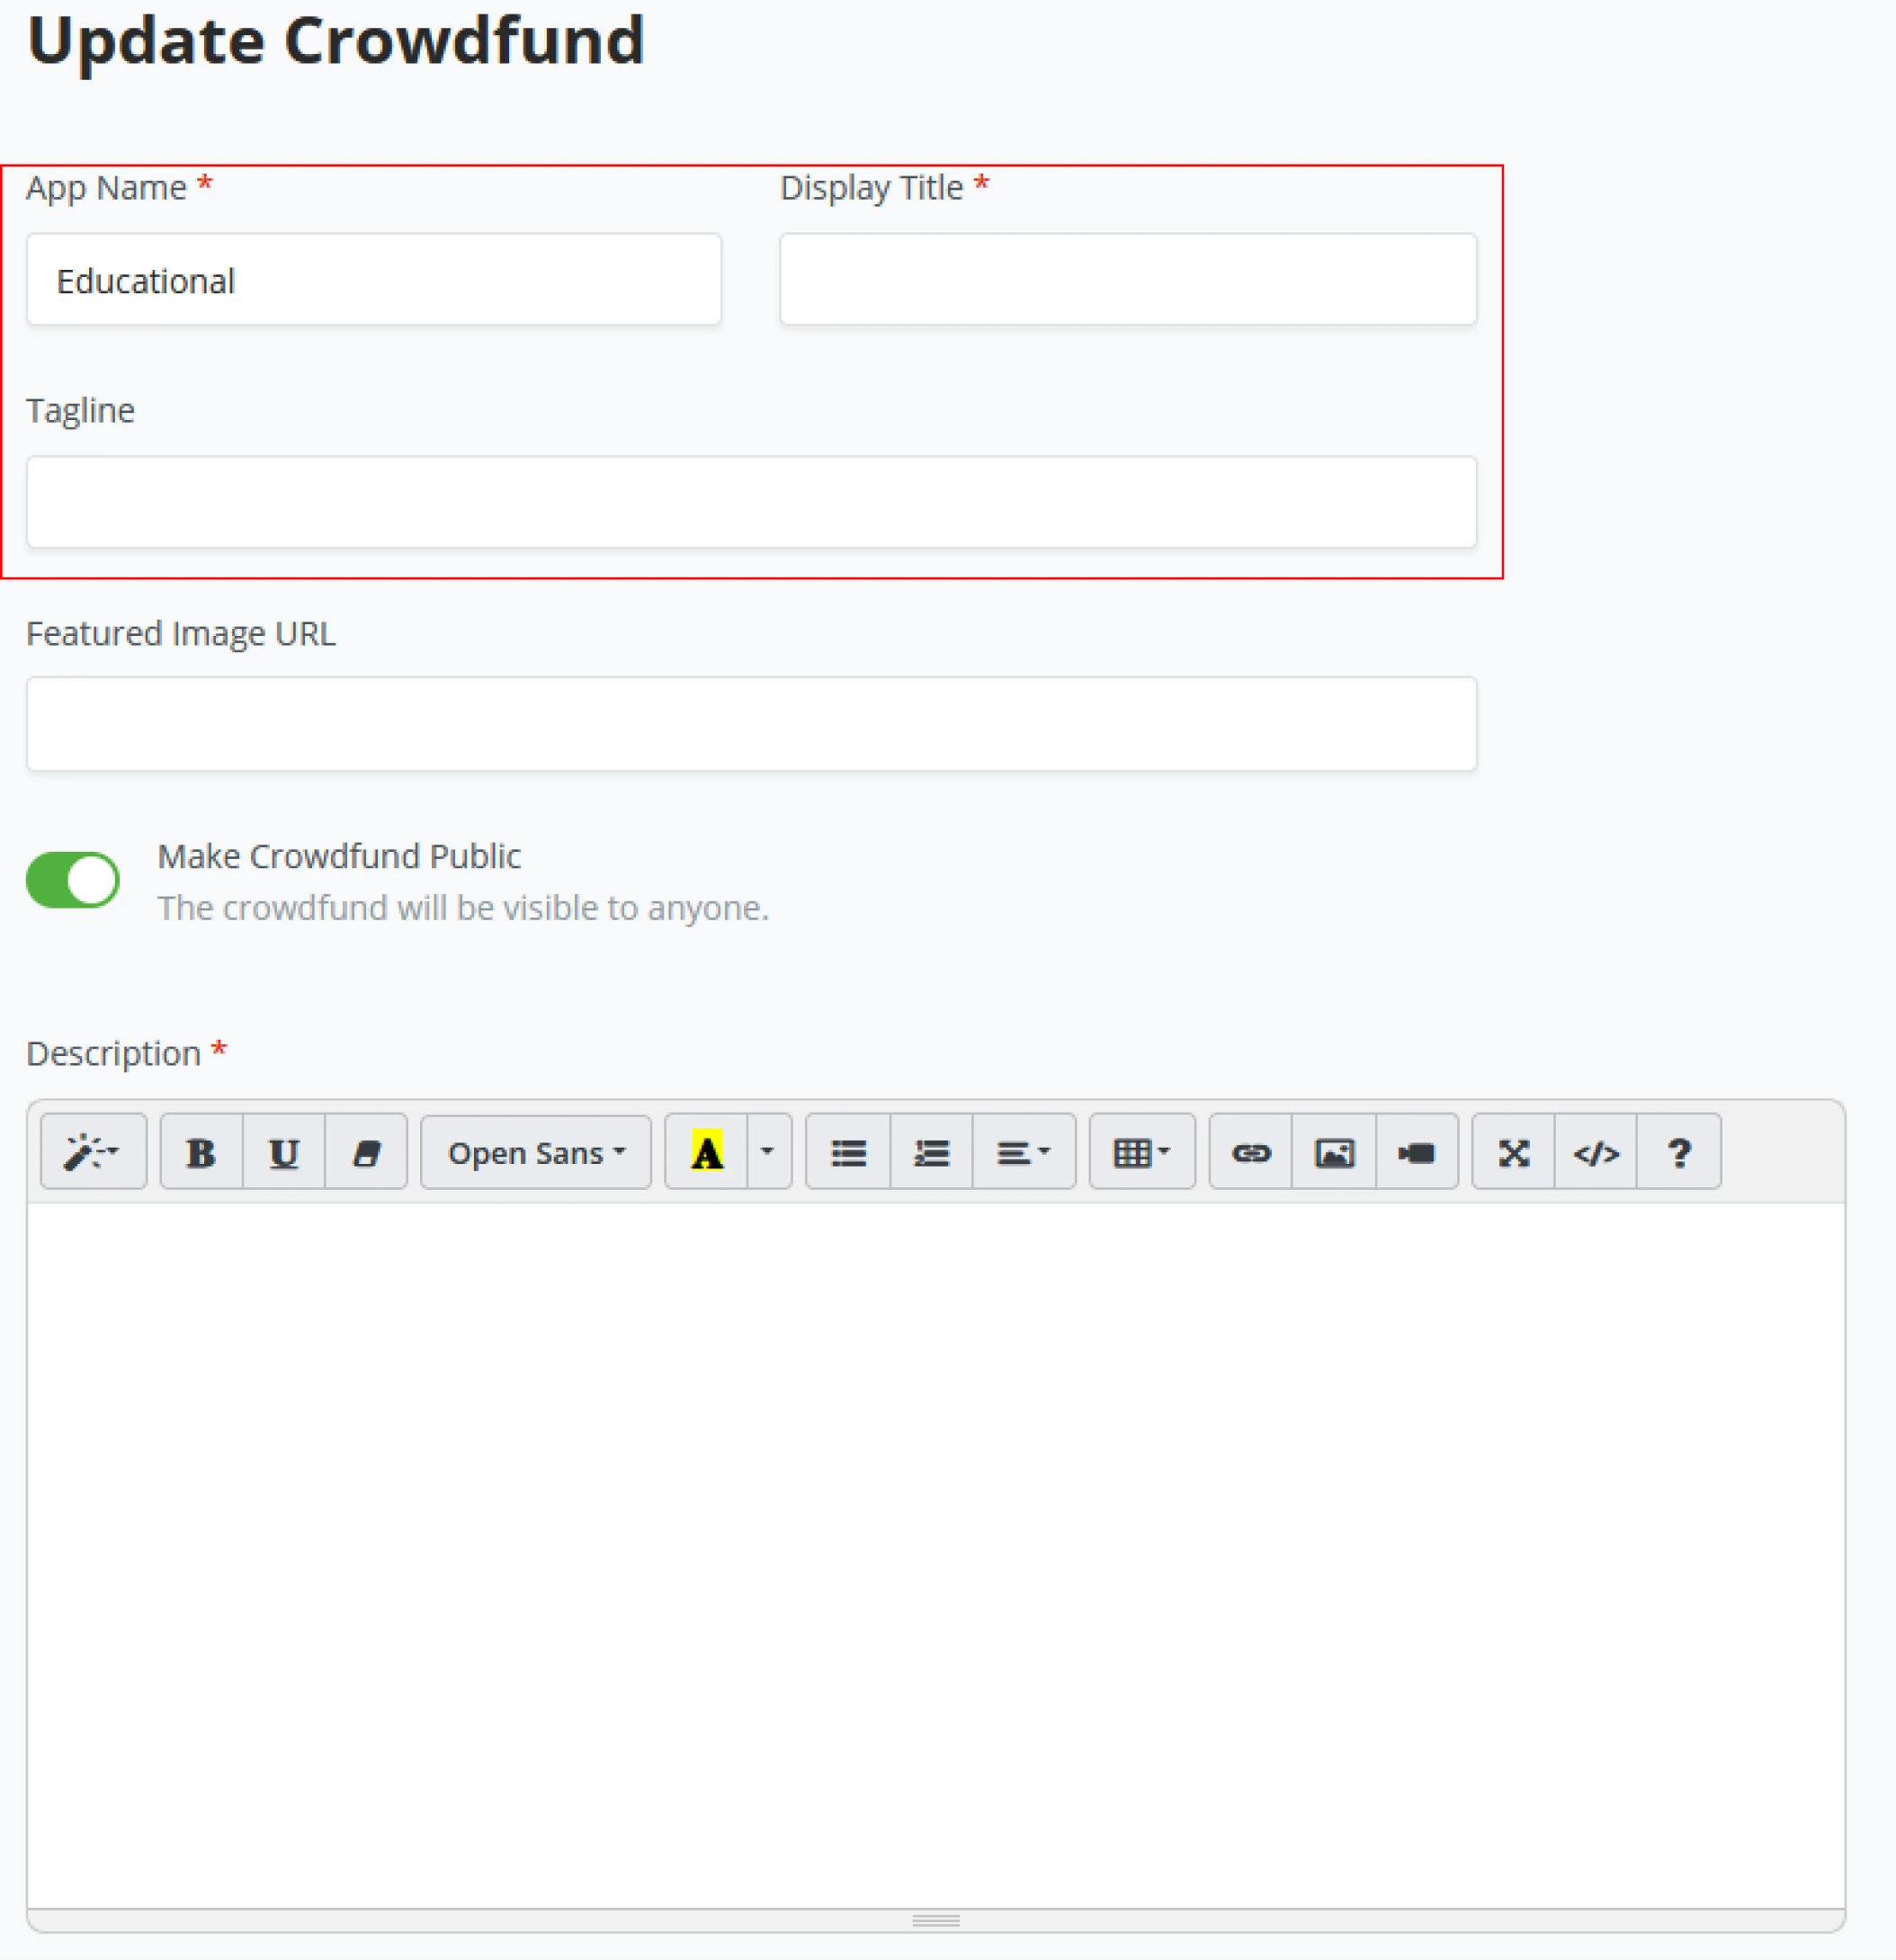 Update Crowdfund
App Name * Display Title *
Educational
Tagline
Featured Image URL
Make Crowdfund Public
The crowdfund will be visible to anyone.
Description *
B U Open Sans A </> ?